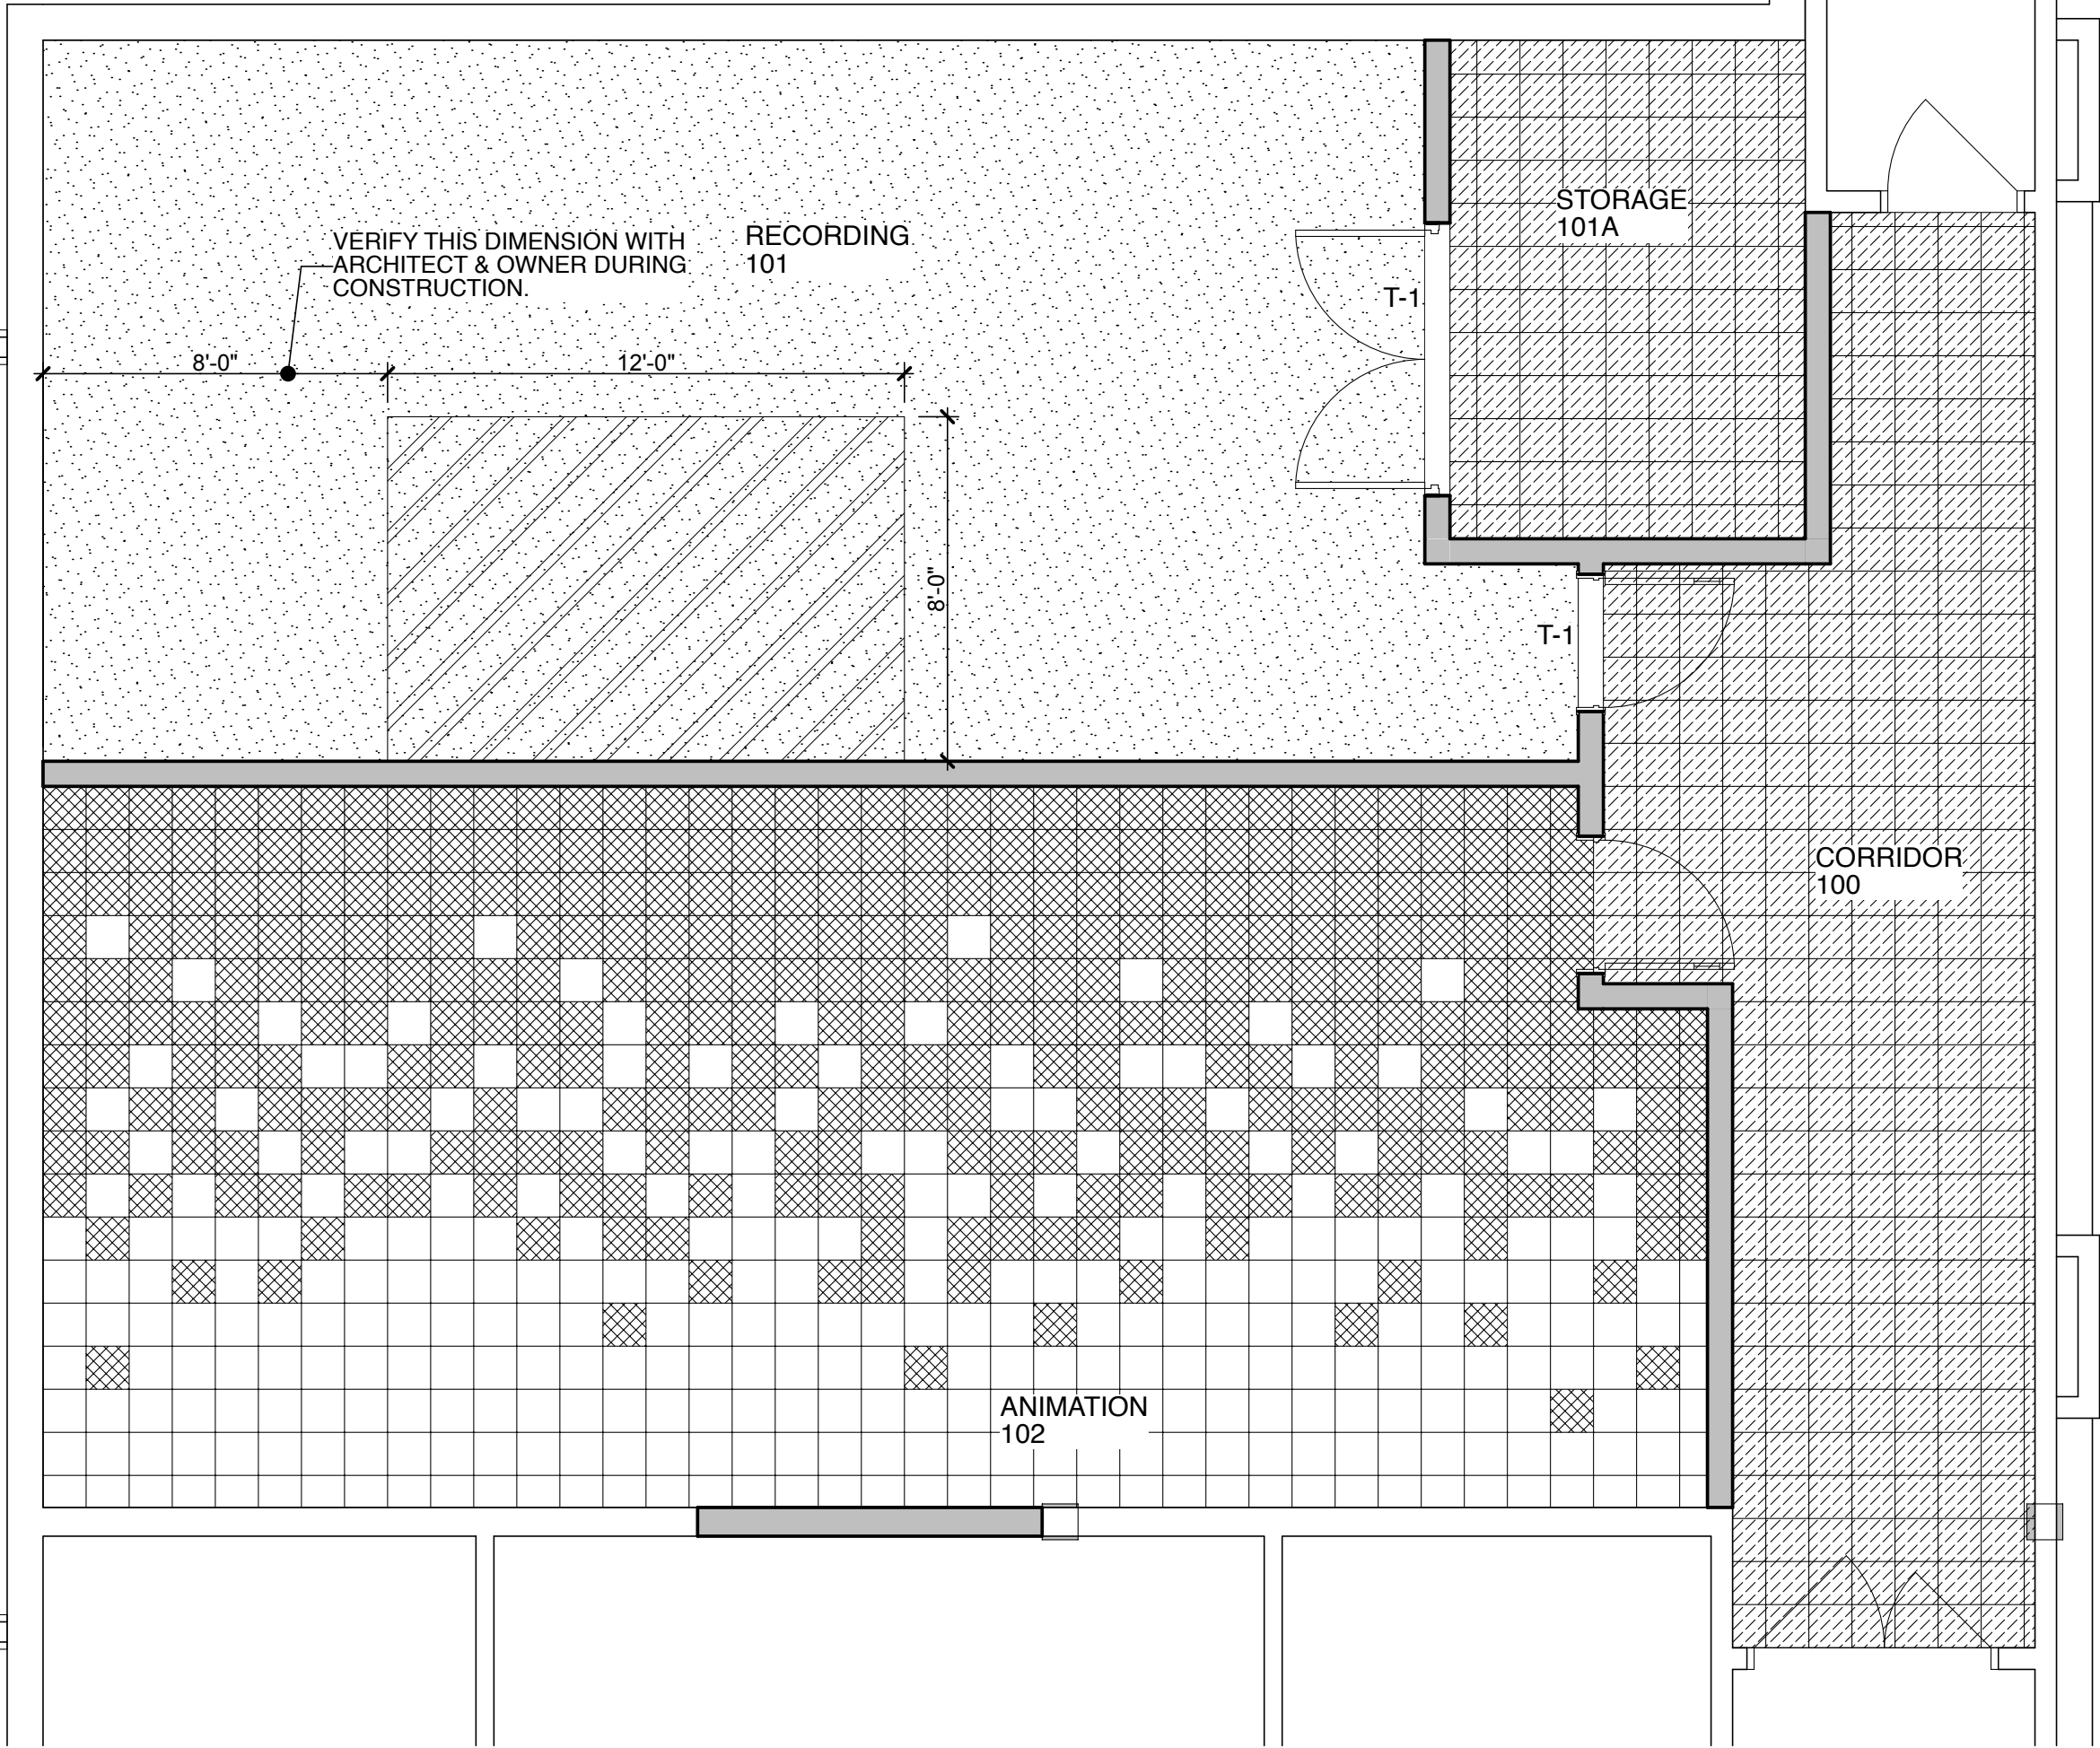 STORAGE
101A
RECORDING
101
VERIFY THIS DIMENSION WITH
ARCHITECT & OWNER DURING
CONSTRUCTION.
T-1
8'-0"
12'-0"
8'-0"
T-1
CORRIDOR
100
ANIMATION
102